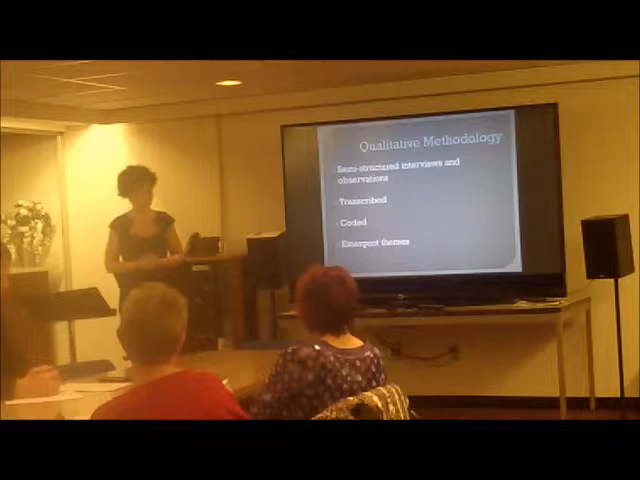 Qualitative Methodology
Semi-structured interviews and
observations
Transcribed
Coded
Emergent themes